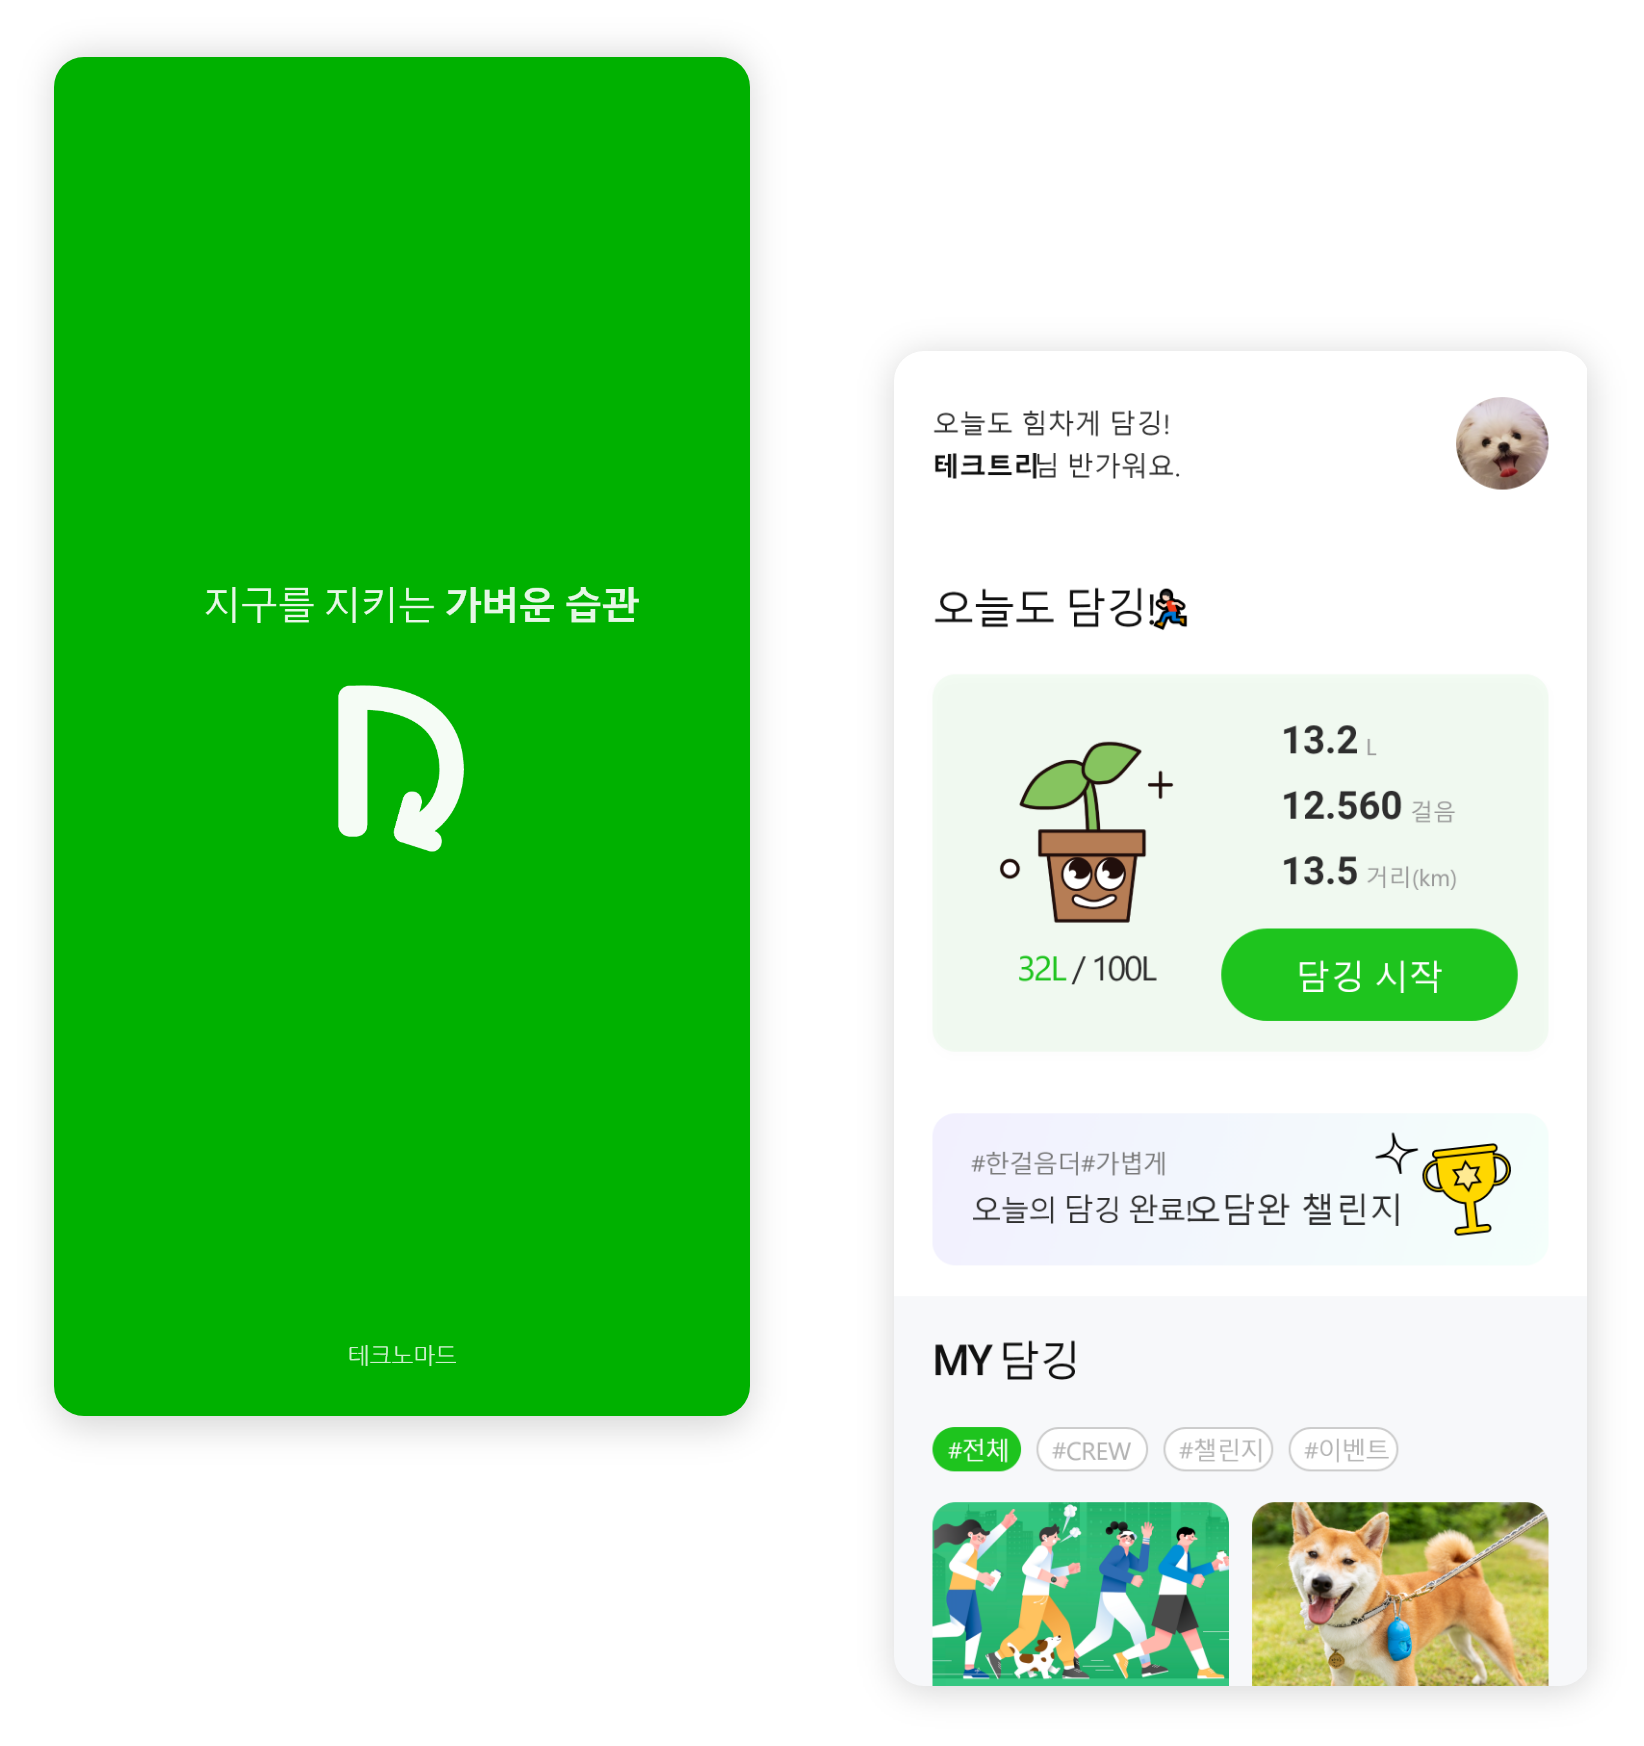 지구를 지키는 가벼운 습관
테크노마드
오늘도 힘차게 담깅!
테크트리님 반가워요.
오늘도 담깅!
13.2 L
12.560 걸음
13.5 거리(km)
32L / 100L
담깅 시작
#한걸음더#가볍게
오늘의 담깅 완료!오담완 챌린지
MY 담깅
#전체 #CREW #챌린지 #이벤트